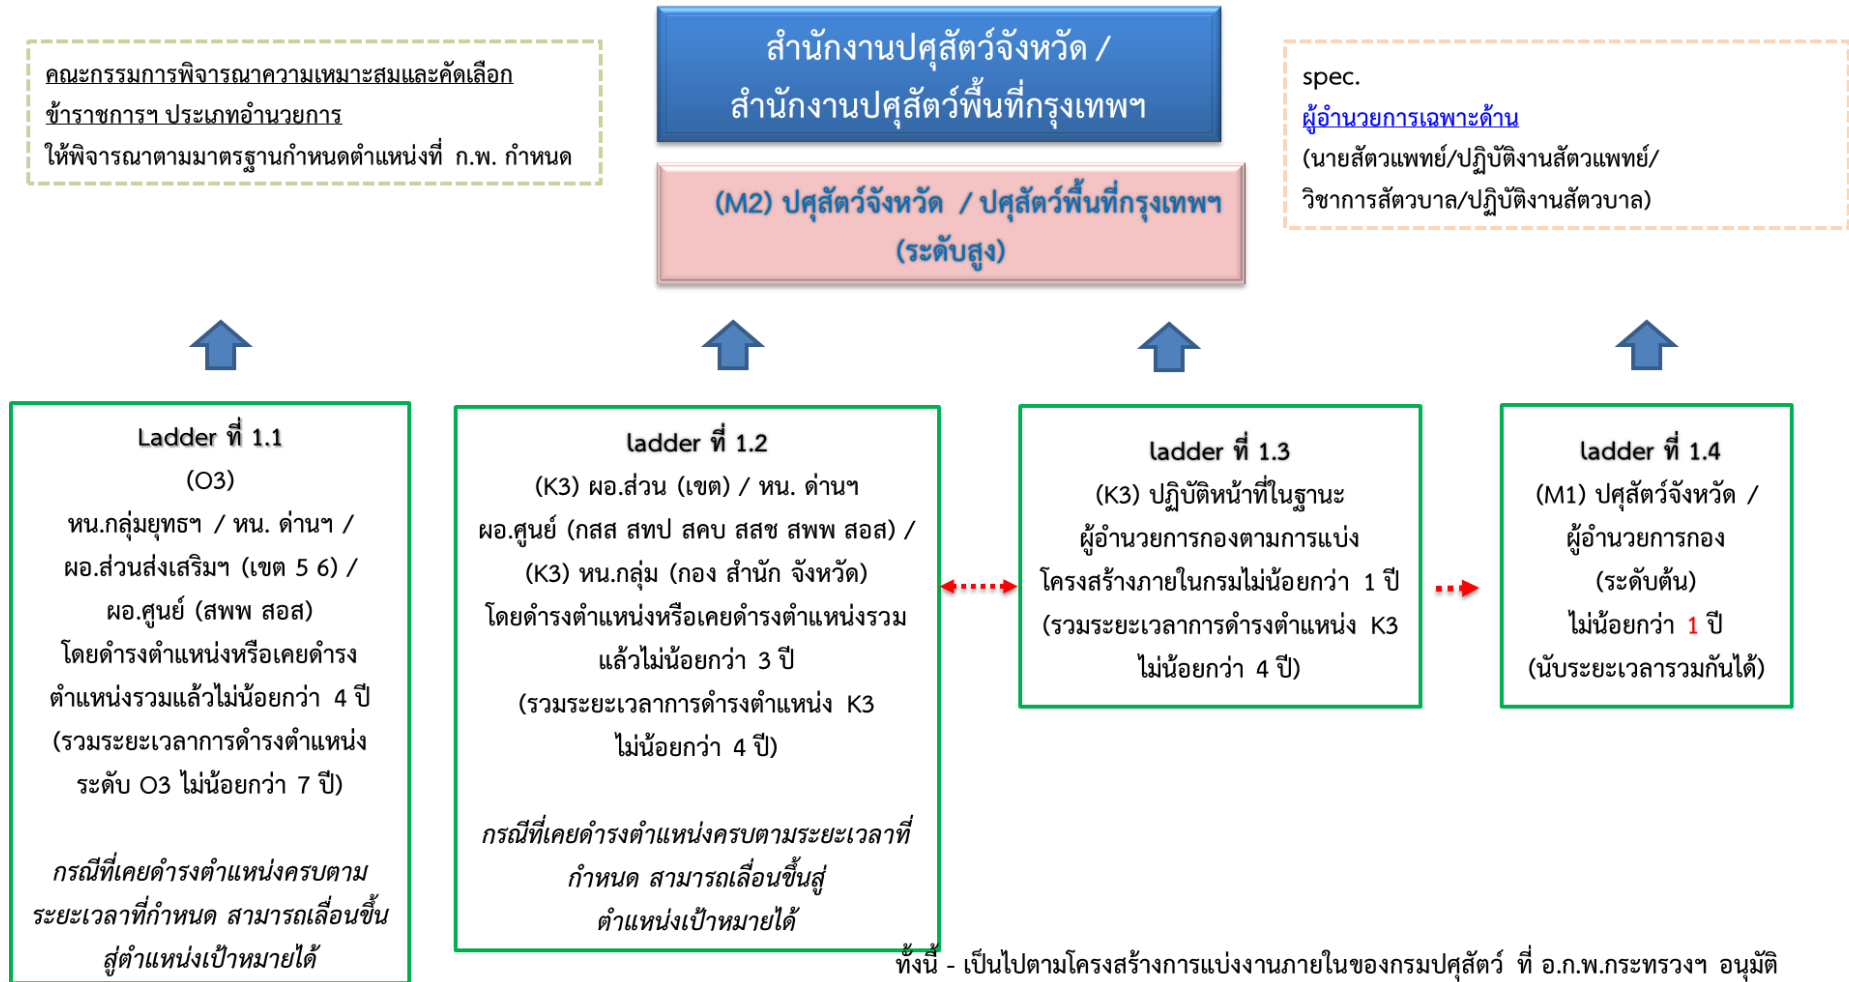 คณะกรรมการพิจารณาความเหมาะสมและคัดเลือก
ข้าราชการฯ ประเภทอำนวยการ
ให้พิจารณาตามมาตรฐานกำหนดตำแหน่งที่ ก.พ. กำหนด
สำนักงานปศุสัตว์จังหวัด /
สำนักงานปศุสัตว์พื้นที่กรุงเทพฯ
(M2) ปศุสัตว์จังหวัด / ปศุสัตว์พื้นที่กรุงเทพฯ
(ระดับสูง)
spec.
ผู้อำนวยการเฉพาะด้าน
(นายสัตวแพทย์/ปฏิบัติงานสัตวแพทย์/
วิชาการสัตวบาล/ปฏิบัติงานสัตวบาล)
Ladder ที่ 1.1
(O3)
หน.กลุ่มยุทธฯ / หน. ด่านฯ /
ผอ.ส่วนส่งเสริมฯ (เขต 5 6) /
ผอ.ศูนย์ (สพพ สอส)
โดยดำรงตำแหน่งหรือเคยดำรง
ตำแหน่งรวมแล้วไม่น้อยกว่า 4 ปี
(รวมระยะเวลาการดำรงตำแหน่ง
ระดับ O3 ไม่น้อยกว่า 7 ปี)
กรณีที่เคยดำรงตำแหน่งครบตาม
ระยะเวลาที่กำหนด สามารถเลื่อนขึ้น
สู่ตำแหน่งเป้าหมายได้
ladder ที่ 1.2
(K3) ผอ.ส่วน (เขต) / หน. ด่านฯ
ผอ.ศูนย์ (กสส สทป สคบ สสช สพพ สอส) /
(K3) หน.กลุ่ม (กอง สำนัก จังหวัด)
โดยดำรงตำแหน่งหรือเคยดำรงตำแหน่งรวม
แล้วไม่น้อยกว่า 3 ปี
(รวมระยะเวลาการดำรงตำแหน่ง K3
ไม่น้อยกว่า 4 ปี)
กรณีที่เคยดำรงตำแหน่งครบตามระยะเวลาที่
กำหนด สามารถเลื่อนขึ้นสู่
ตำแหน่งเป้าหมายได้
ladder ที่ 1.3
(K3) ปฏิบัติหน้าที่ในฐานะ
ผู้อำนวยการกองตามการแบ่ง
โครงสร้างภายในกรมไม่น้อยกว่า 1 ปี
(รวมระยะเวลาการดำรงตำแหน่ง K3
ไม่น้อยกว่า 4 ปี)
ladder ที่ 1.4
(M1) ปศุสัตว์จังหวัด /
ผู้อำนวยการกอง
(ระดับต้น)
ไม่น้อยกว่า 1 ปี
(นับระยะเวลารวมกันได้)
ทั้งนี้ - เป็นไปตามโครงสร้างการแบ่งงานภายในของกรมปศุสัตว์ ที่ อ.ก.พ.กระทรวงฯ อนุมัติ